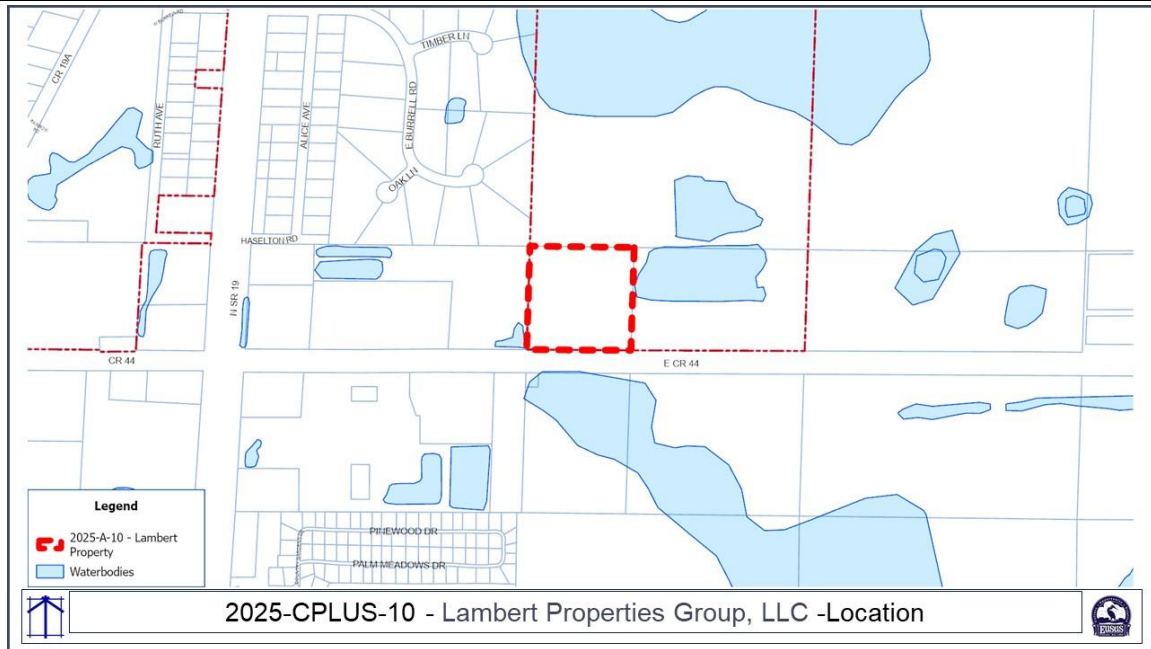 TIMBER LN
CR 19A
RUTH AVE
ALICE AVE
E BURRELL RD
OAK LN
HASELTON RD
N SR 19
CR 44
E CR 44
PINEWOOD DR
PALM MEADOWS DR
Legend
2025-A-10 - Lambert
Property
Waterbodies
2025-CPLUS-10 - Lambert Properties Group, LLC -Location
EUSTIS